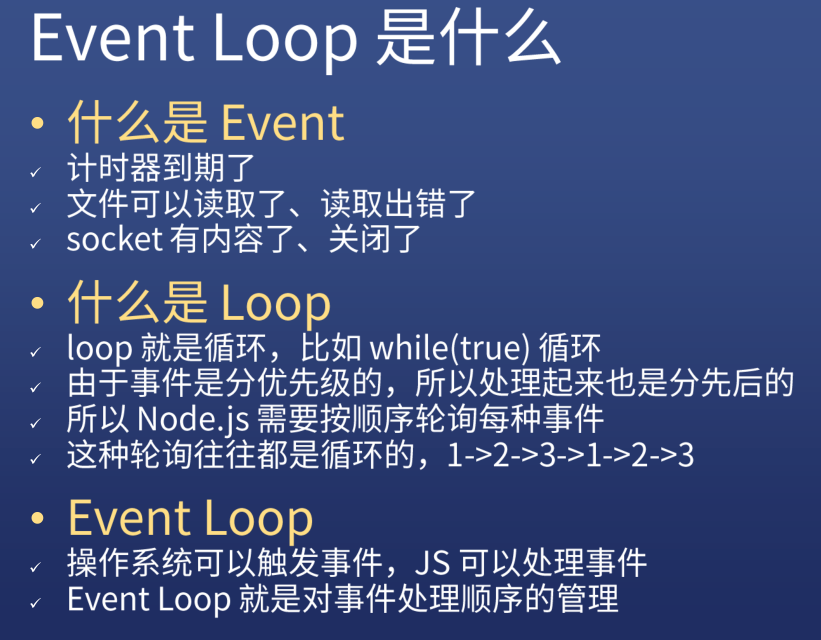 Event Loop 是什么
• 什么是 Event
✓ 计时器到期了
✓ 文件可以读取了、读取出错了
✓ socket 有内容了、关闭了
• 什么是 Loop
✓ loop 就是循环，比如 while(true) 循环
✓ 由于事件是分优先级的，所以处理起来也是分先后的
✓ 所以 Node.js 需要按顺序轮询每种事件
✓ 这种轮询往往都是循环的，1->2->3->1->2->3
• Event Loop
✓ 操作系统可以触发事件，JS 可以处理事件
✓ Event Loop 就是对事件处理顺序的管理